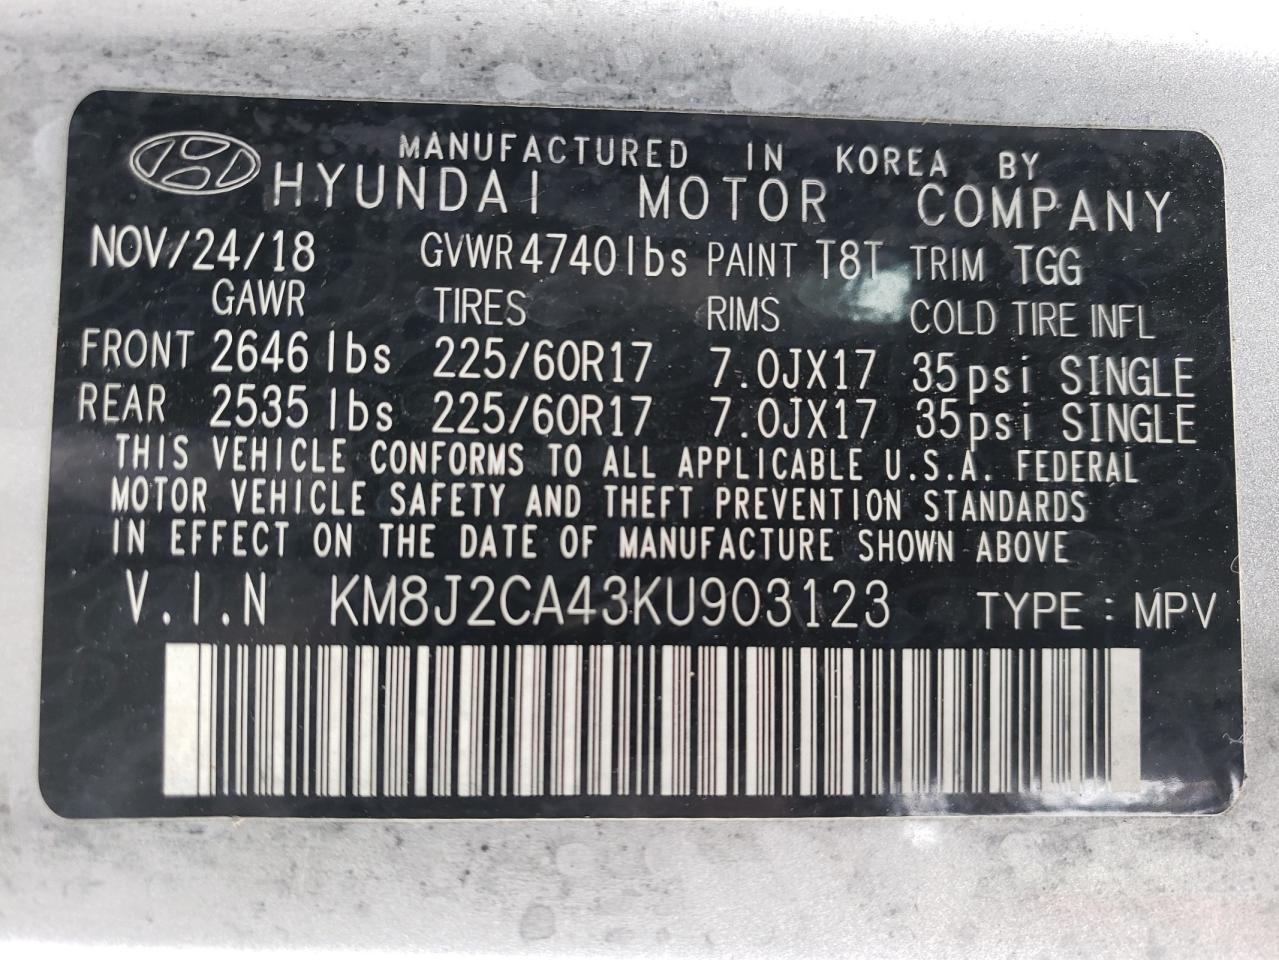 MANUFACTURED IN KOREA BY
HYUNDAI MOTOR COMPANY
NOV/24/18 GVWR 4740lbs PAINT T8T TRIM TGG
GAWR TIRES RIMS COLD TIRE INFL
FRONT 2646 lbs 225/60R17 7.0JX17 35psi SINGLE
REAR 2535 lbs 225/60R17 7.0JX17 35psi SINGLE
THIS VEHICLE CONFORMS TO ALL APPLICABLE U.S.A. FEDERAL
MOTOR VEHICLE SAFETY AND THEFT PREVENTION STANDARDS
IN EFFECT ON THE DATE OF MANUFACTURE SHOWN ABOVE
V.I.N KM8J2CA43KU903123 TYPE : MPV